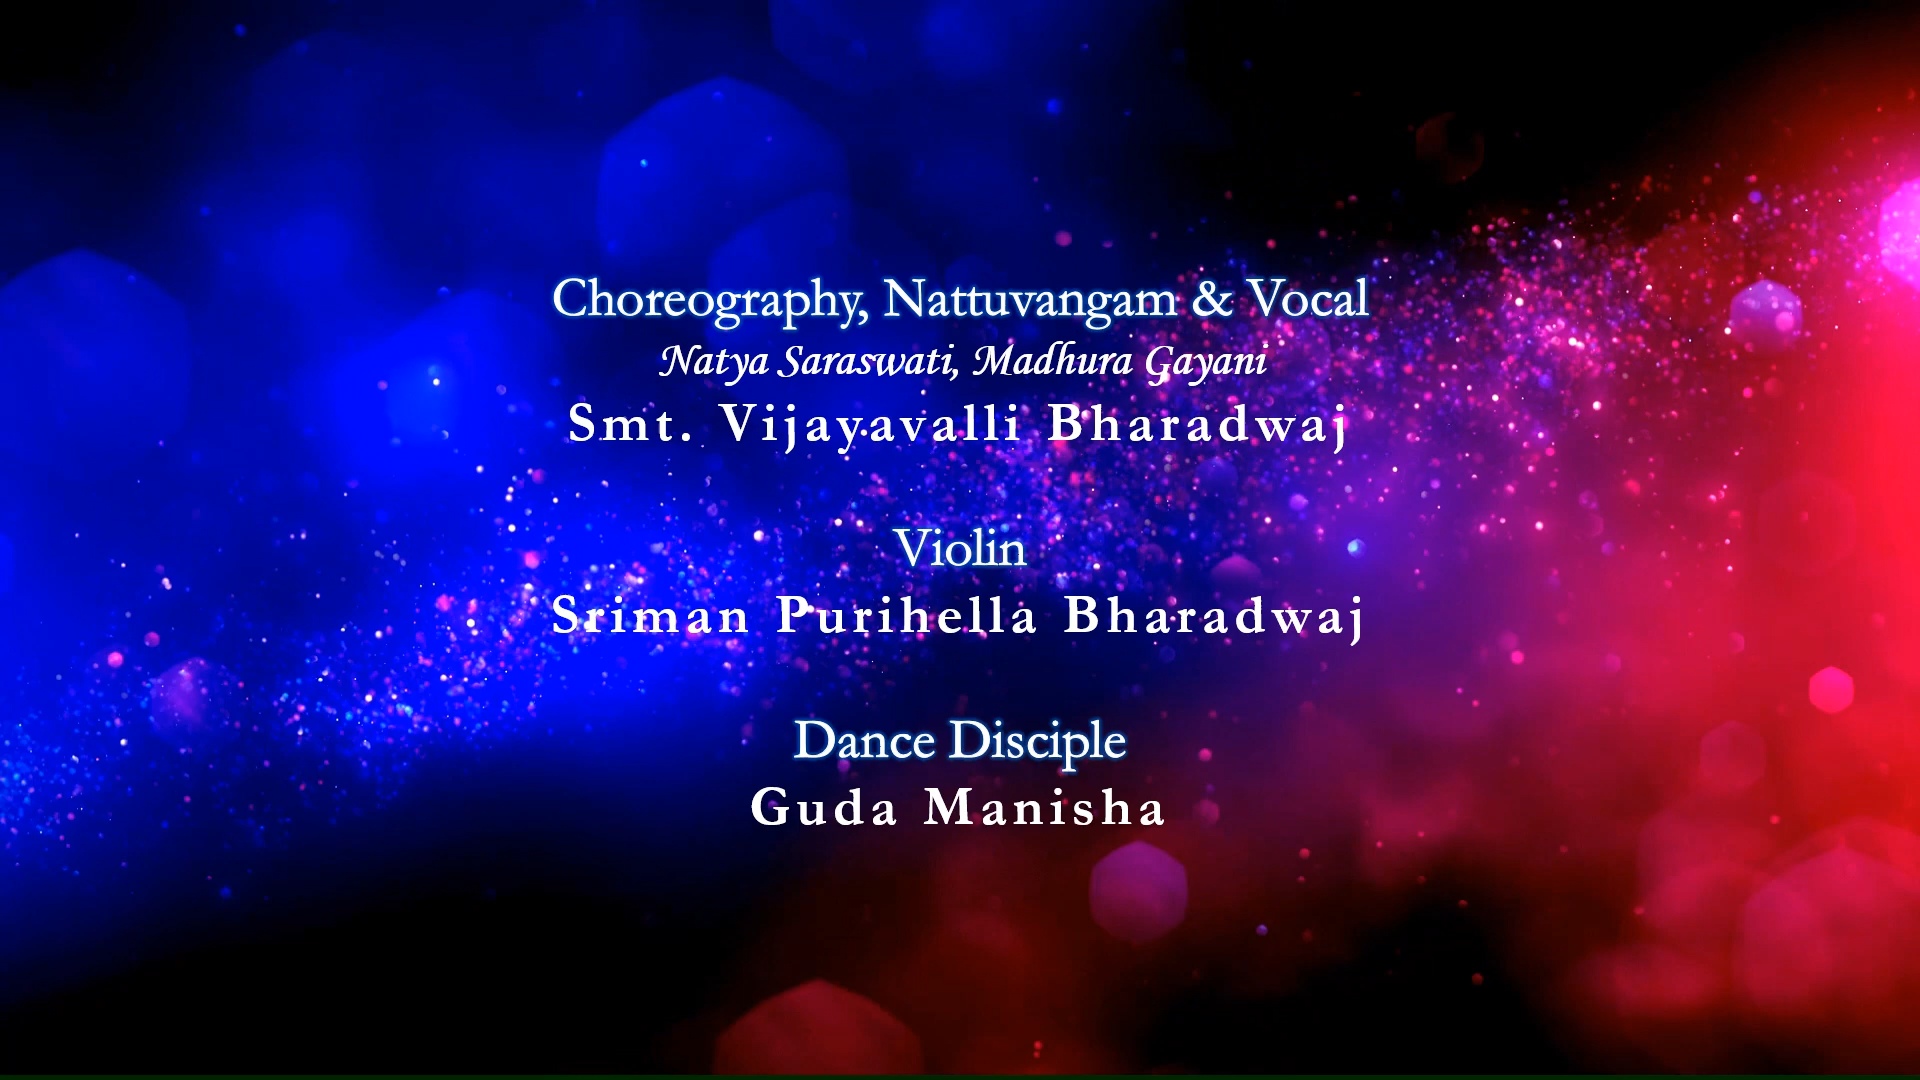 Choreography, Nattuvangam & Vocal
Natya Saraswati, Madhura Gayani
Smt. Vijayavalli Bharadwaj
Violin
Sriman Purihella Bharadwaj
Dance Disciple
Guda Manisha